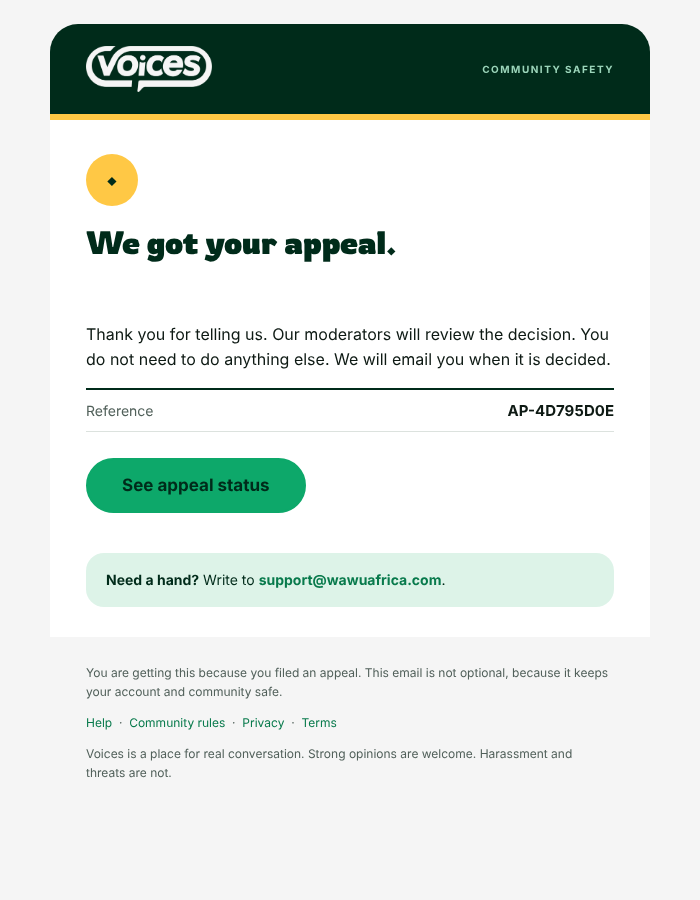 Voices
COMMUNITY SAFETY
We got your appeal.
Thank you for telling us. Our moderators will review the decision. You
do not need to do anything else. We will email you when it is decided.
Reference AP-4D795D0E
See appeal status
Need a hand? Write to support@wawuafrica.com.
You are getting this because you filed an appeal. This email is not optional, because it keeps
your account and community safe.
Help · Community rules · Privacy · Terms
Voices is a place for real conversation. Strong opinions are welcome. Harassment and
threats are not.